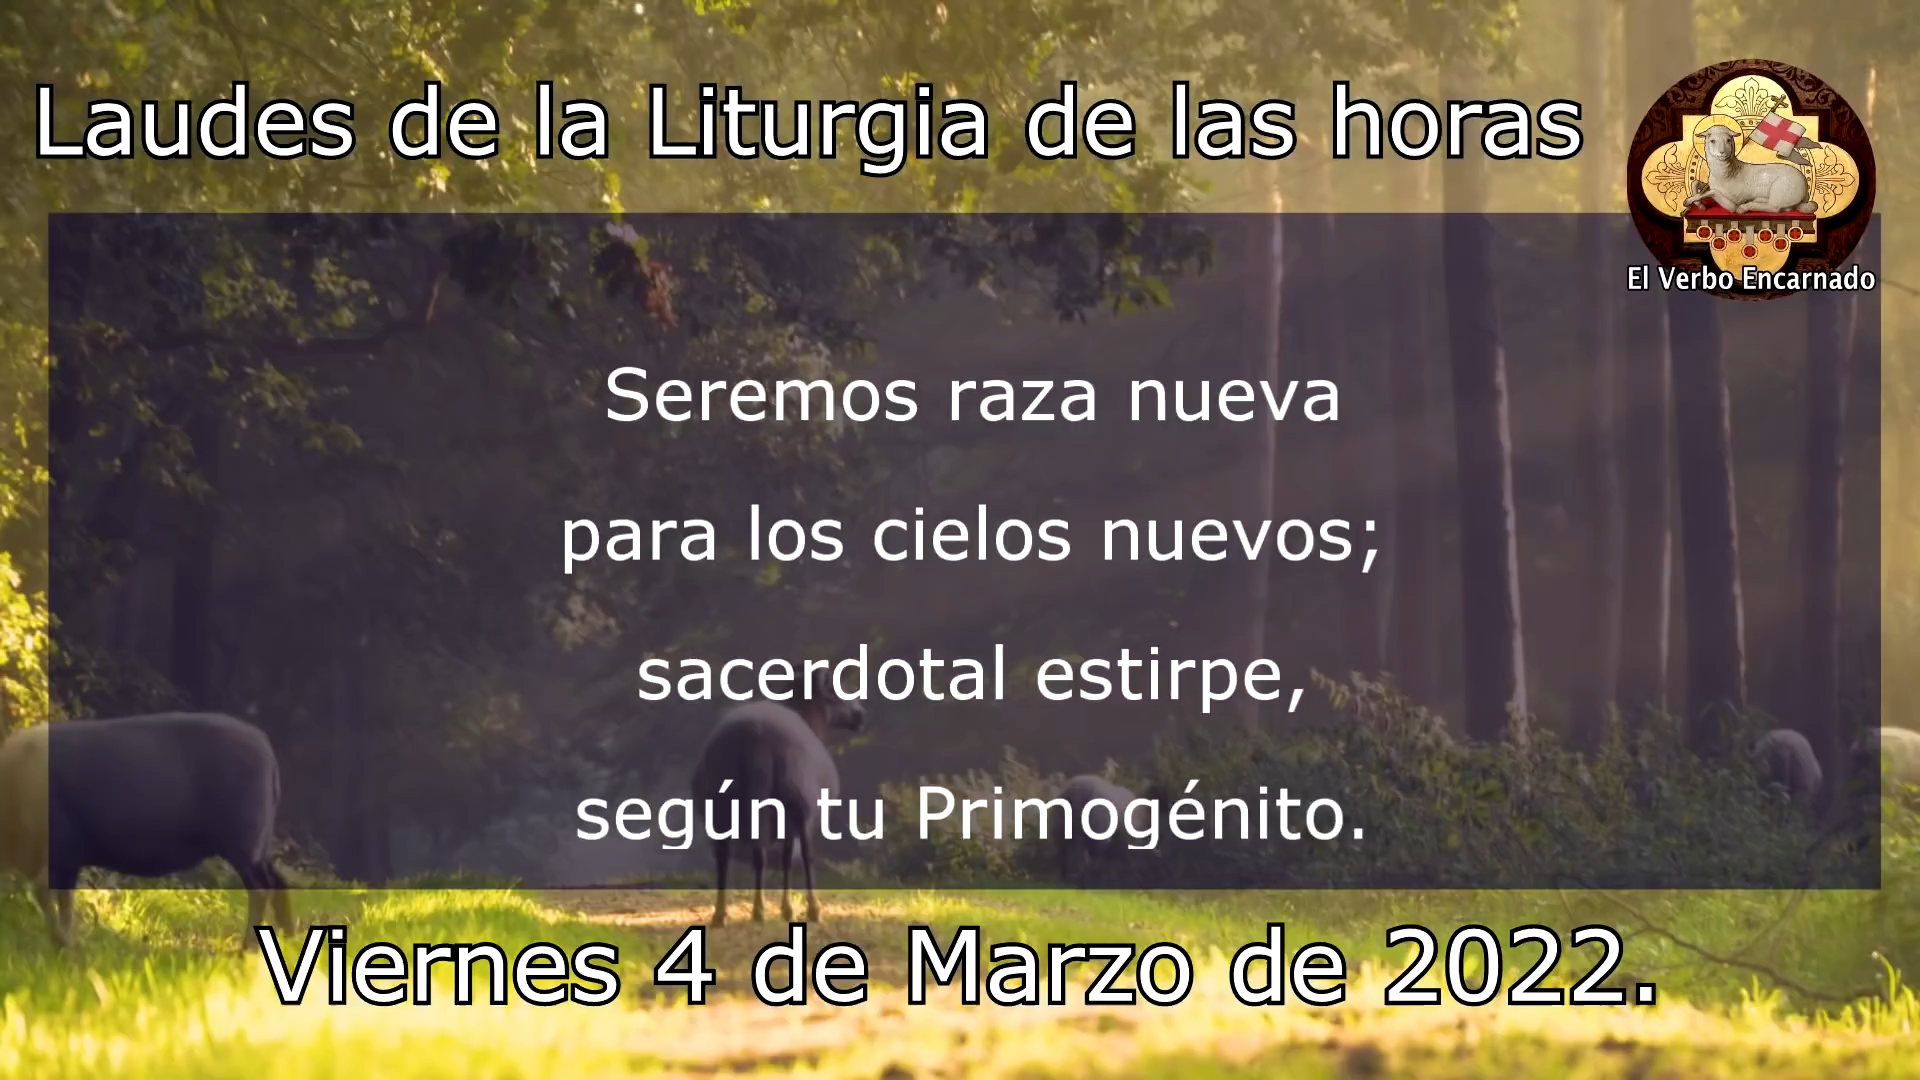 Laudes de la Liturgia de las horas
El Verbo Encarnado
Seremos raza nueva
para los cielos nuevos;
sacerdotal estirpe,
según tu Primogénito.
Viernes 4 de Marzo de 2022.